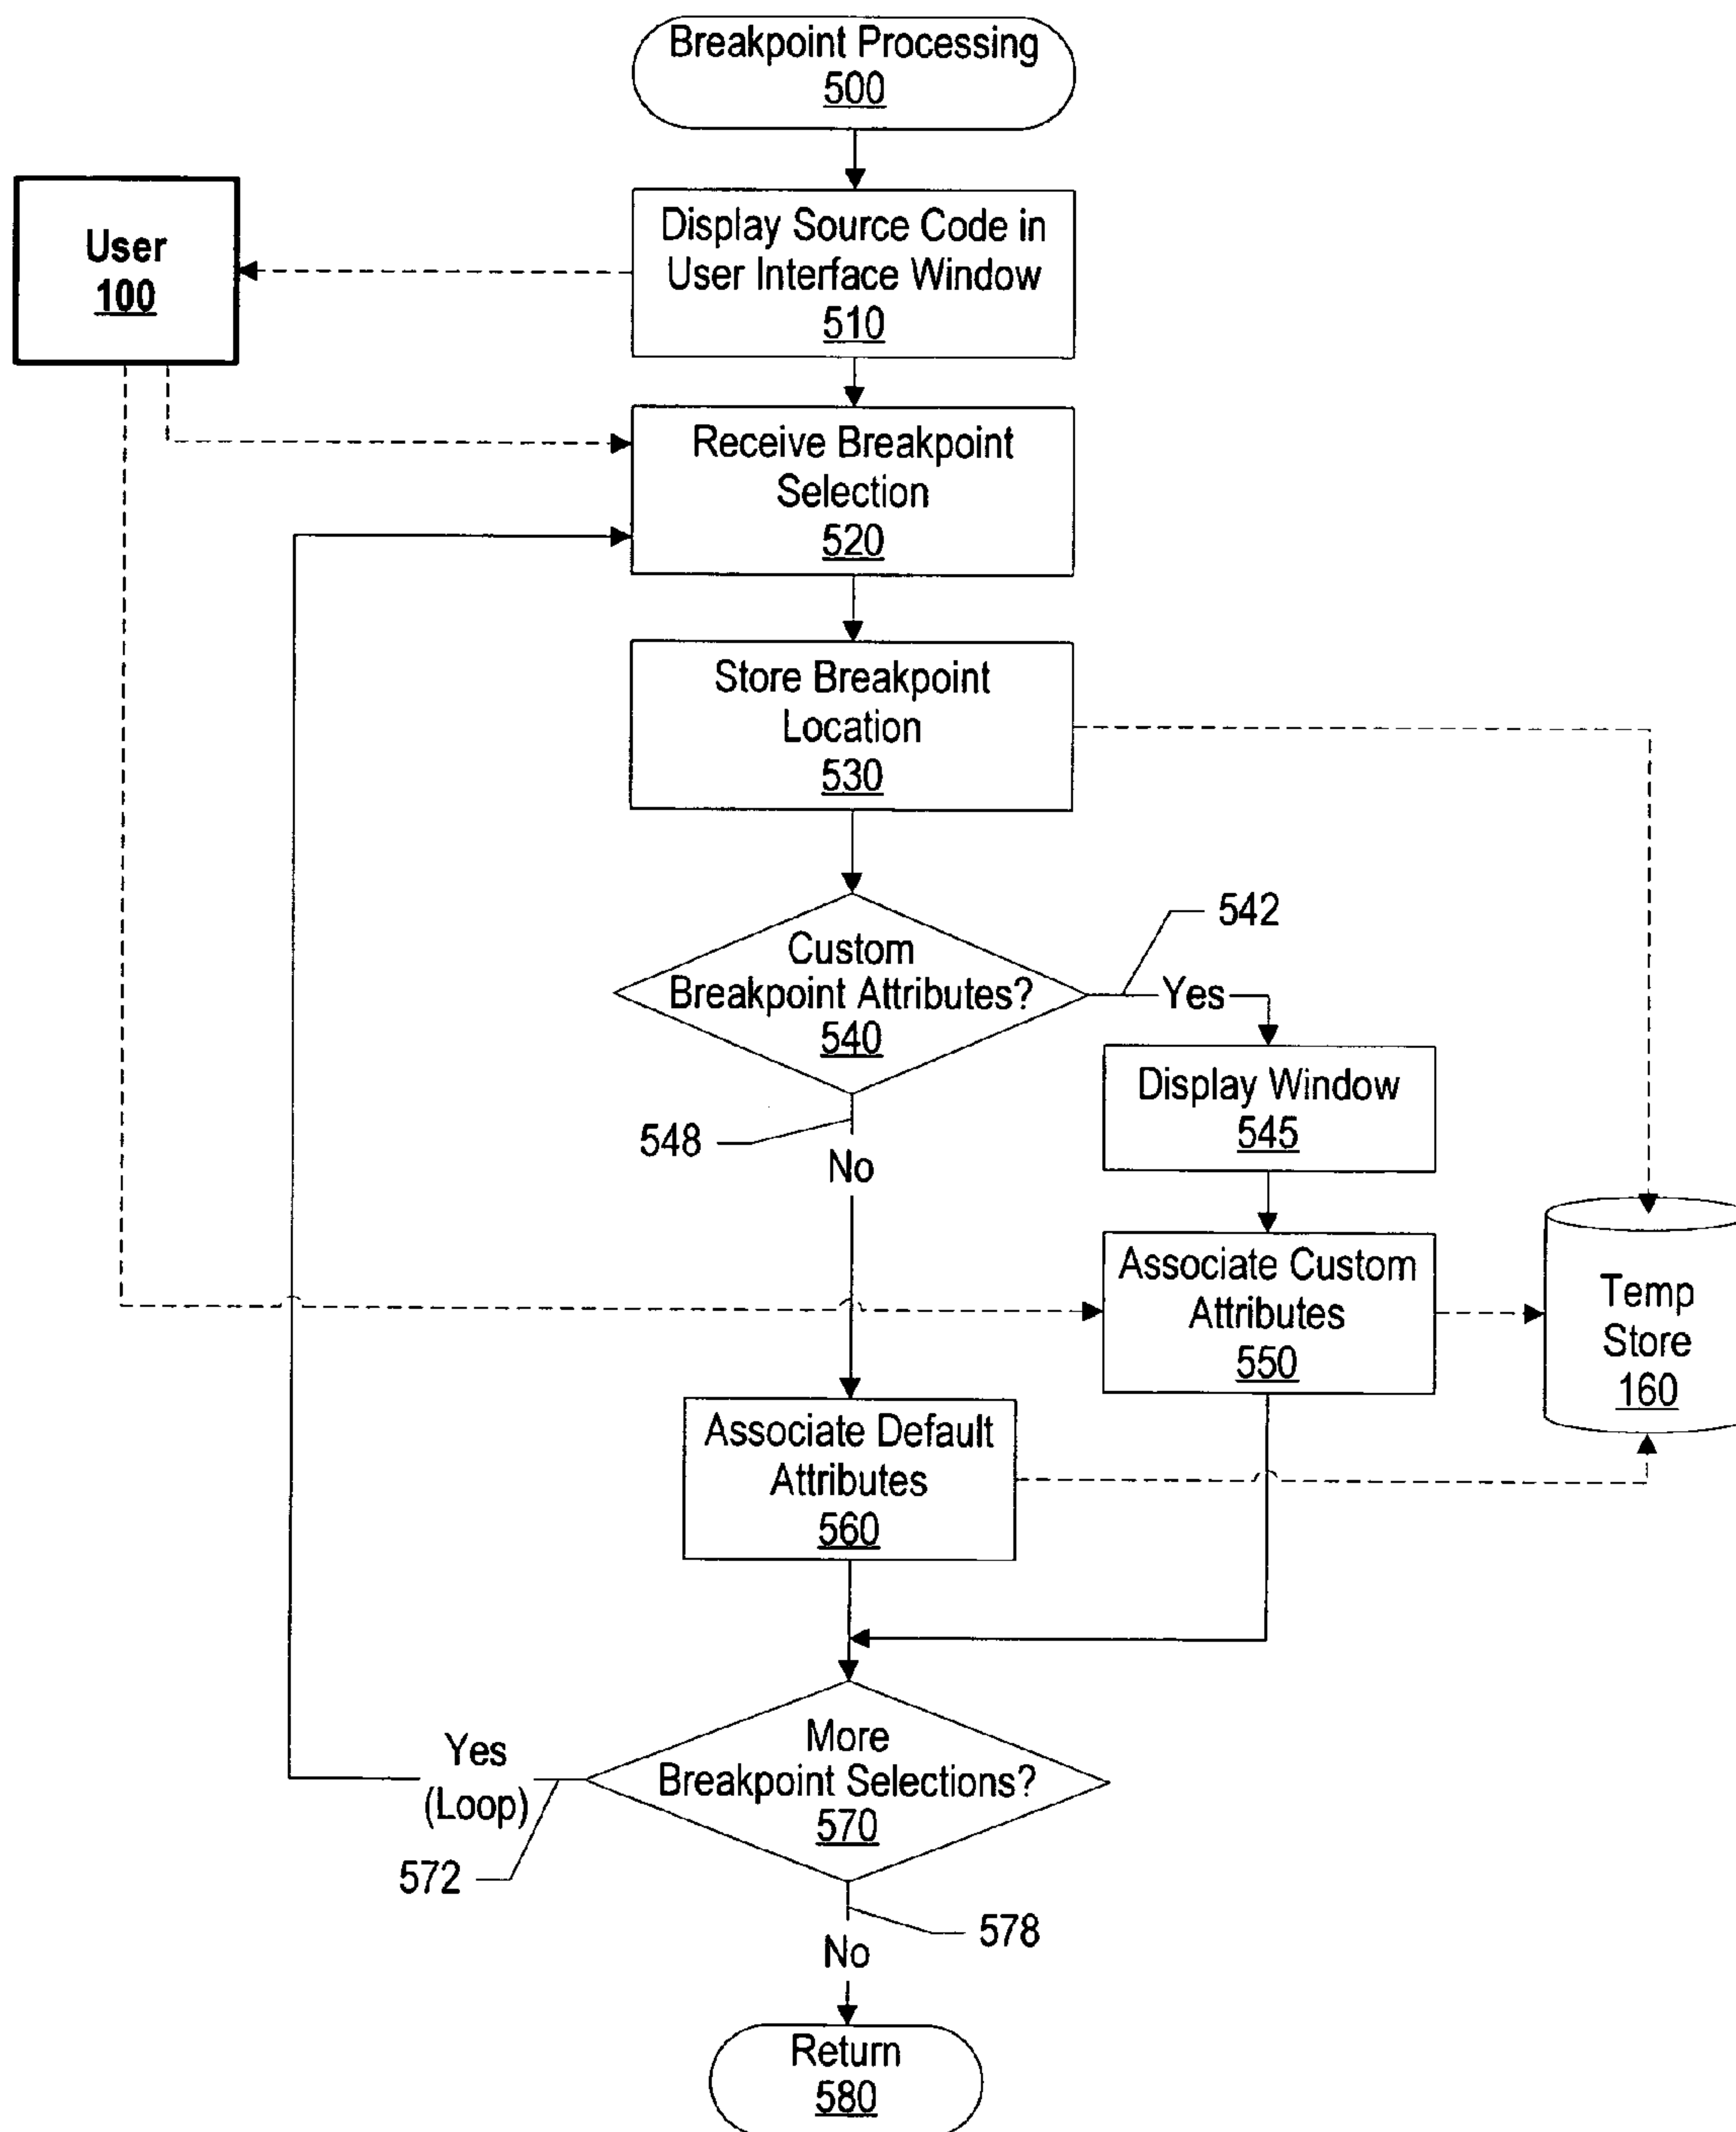 Breakpoint Processing
500
User
100
Display Source Code in
User Interface Window
510
Receive Breakpoint
Selection
520
Store Breakpoint
Location
530
542
Custom
Breakpoint Attributes?
540
Yes
Display Window
545
548
No
Associate Custom
Attributes
550
Temp
Store
160
Associate Default
Attributes
560
More
Breakpoint Selections?
570
Yes
(Loop)
572
578
No
Return
580